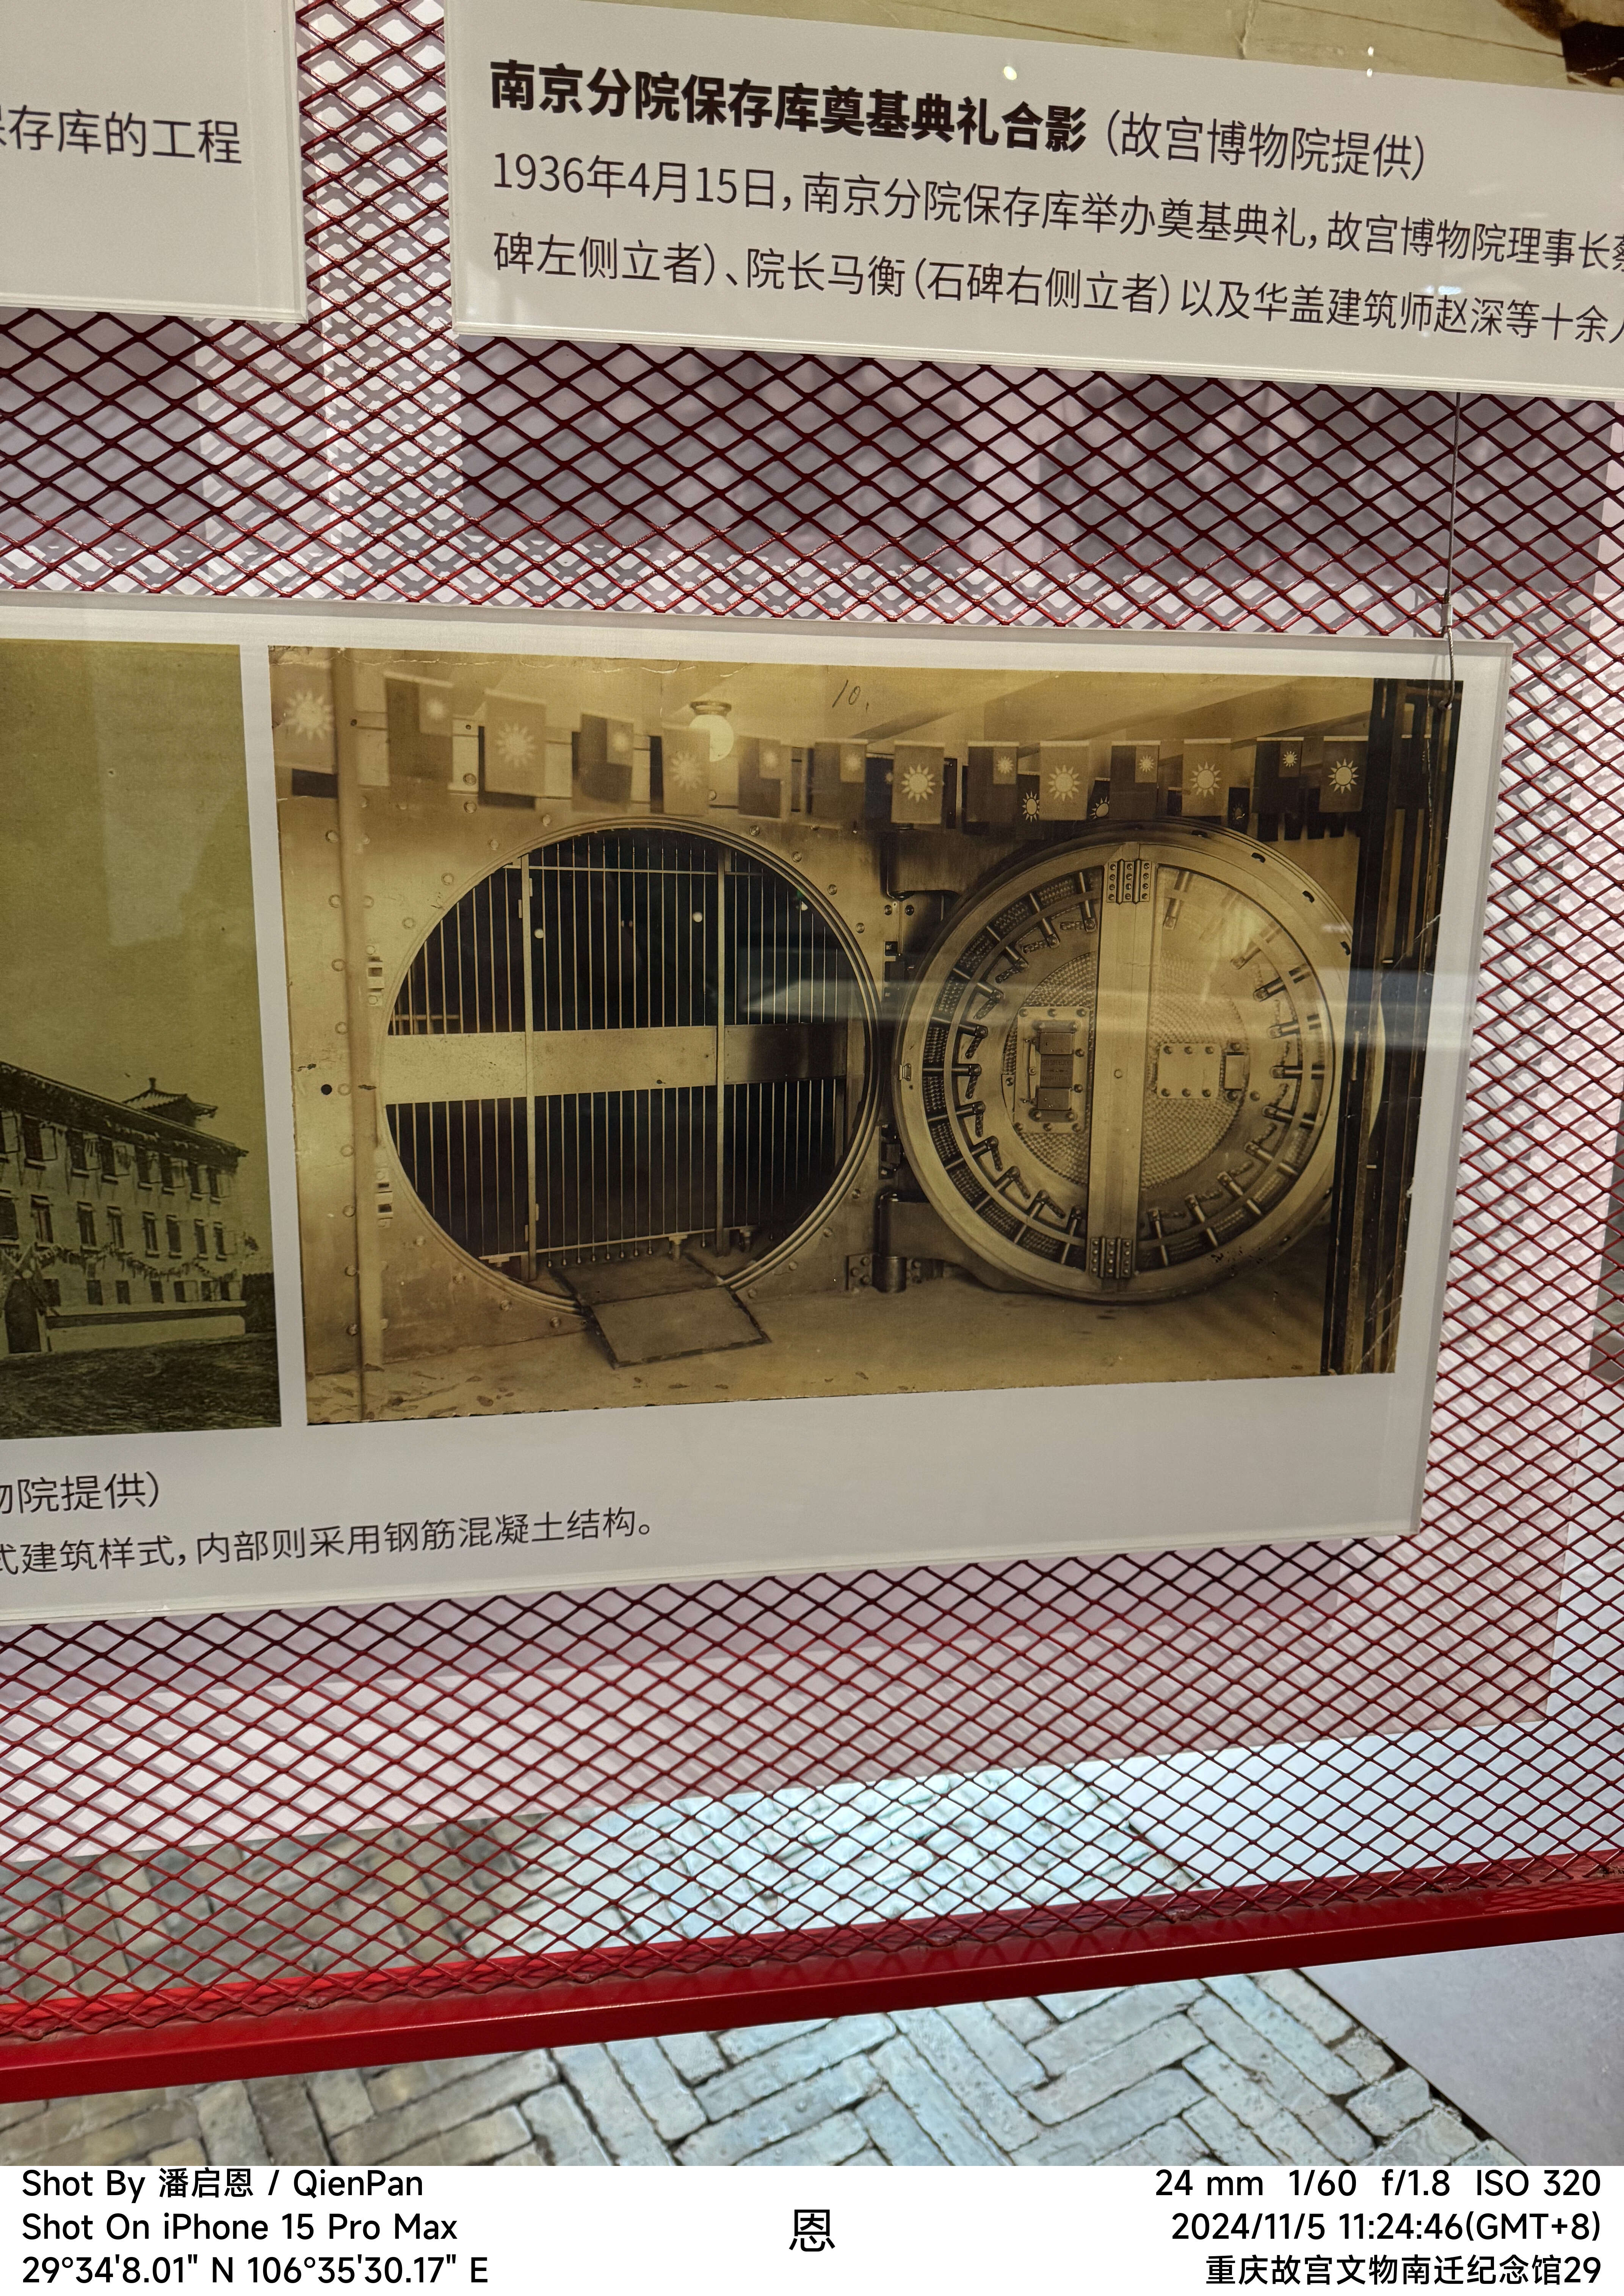 存库的工程
南京分院保存库奠基典礼合影（故宫博物院提供）
1936年4月15日，南京分院保存库举办奠基典礼，故宫博物院理事长
碑左侧立者）、院长马衡（石碑右侧立者）以及华盖建筑师赵深等十余
10.
院提供）
建筑样式，内部则采用钢筋混凝土结构。
Shot By 潘启恩 / QienPan
Shot On iPhone 15 Pro Max
29°34'8.01" N 106°35'30.17" E
恩
24 mm 1/60 f/1.8 ISO 320
2024/11/5 11:24:46(GMT+8)
重庆故宫文物南迁纪念馆29